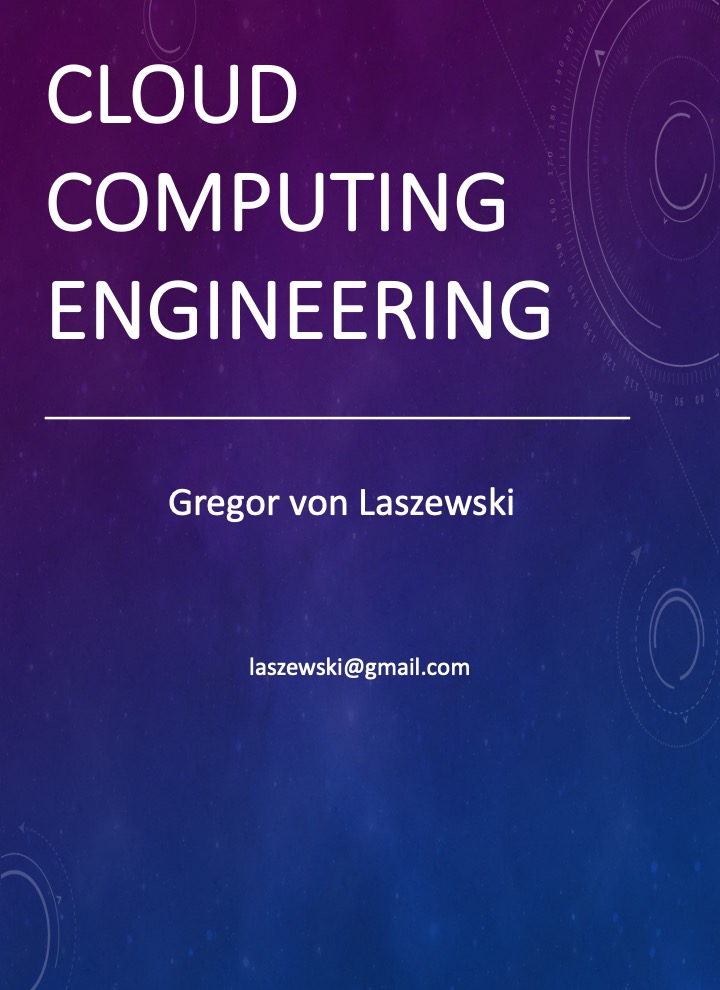 CLOUD
COMPUTING
ENGINEERING
Gregor von Laszewski
laszewski@gmail.com